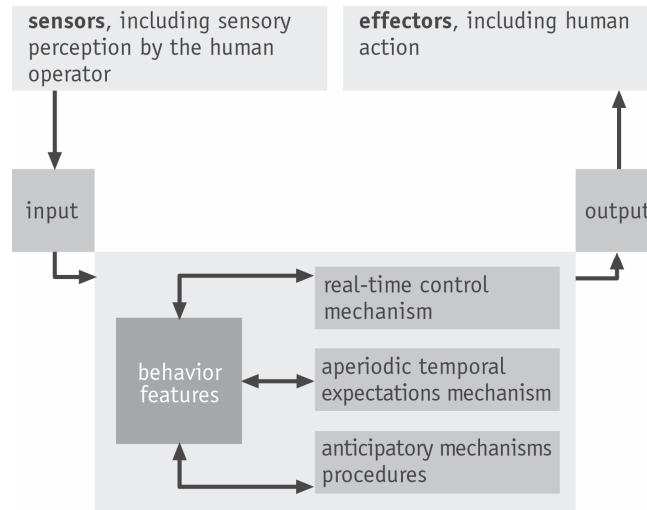 sensors, including sensory
perception by the human
operator
effectors, including human
action
input
output
real-time control
mechanism
behavior
features
aperiodic temporal
expectations mechanism
anticipatory mechanisms
procedures